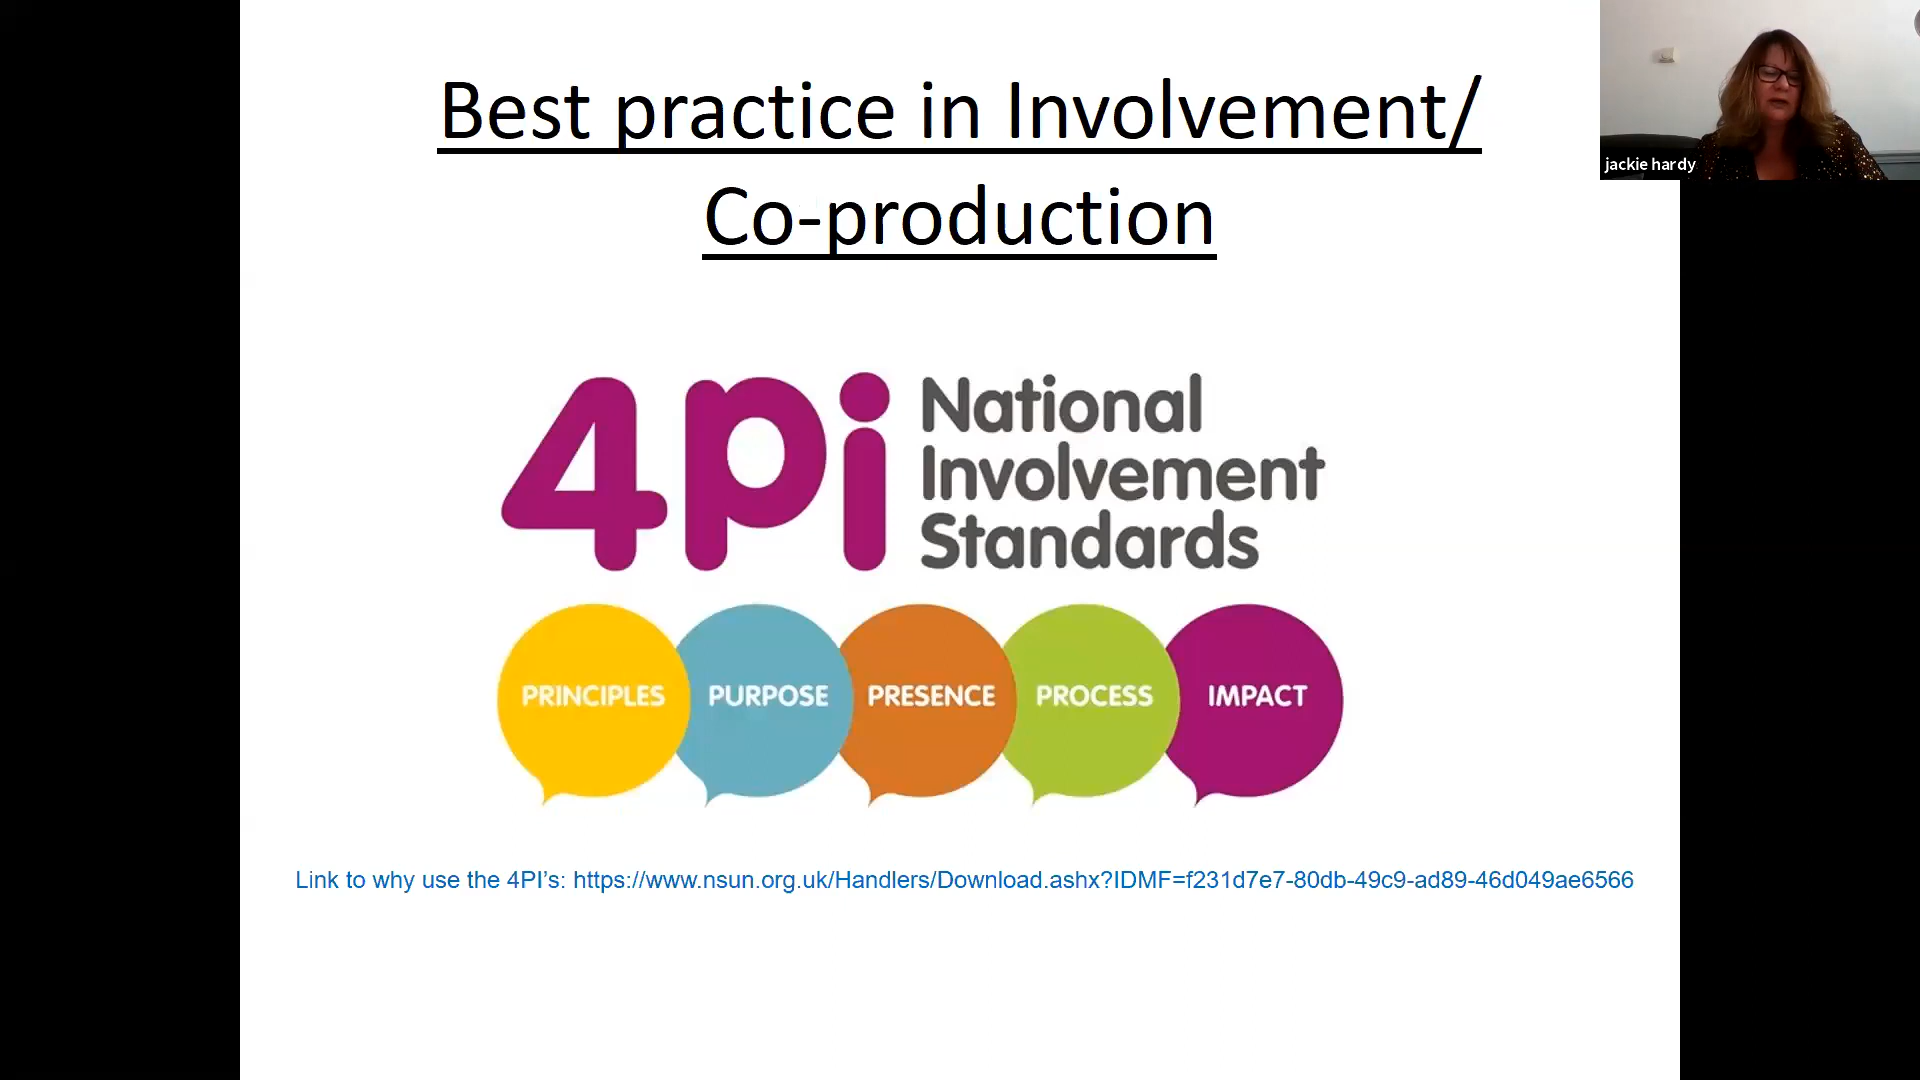 Best practice in Involvement/
Co-production
jackie hardy
4pi National
Involvement
Standards
PRINCIPLES PURPOSE PRESENCE PROCESS IMPACT
Link to why use the 4PI’s: https://www.nsun.org.uk/Handlers/Download.ashx?IDMF=f231d7e7-80db-49c9-ad89-46d049ae6566